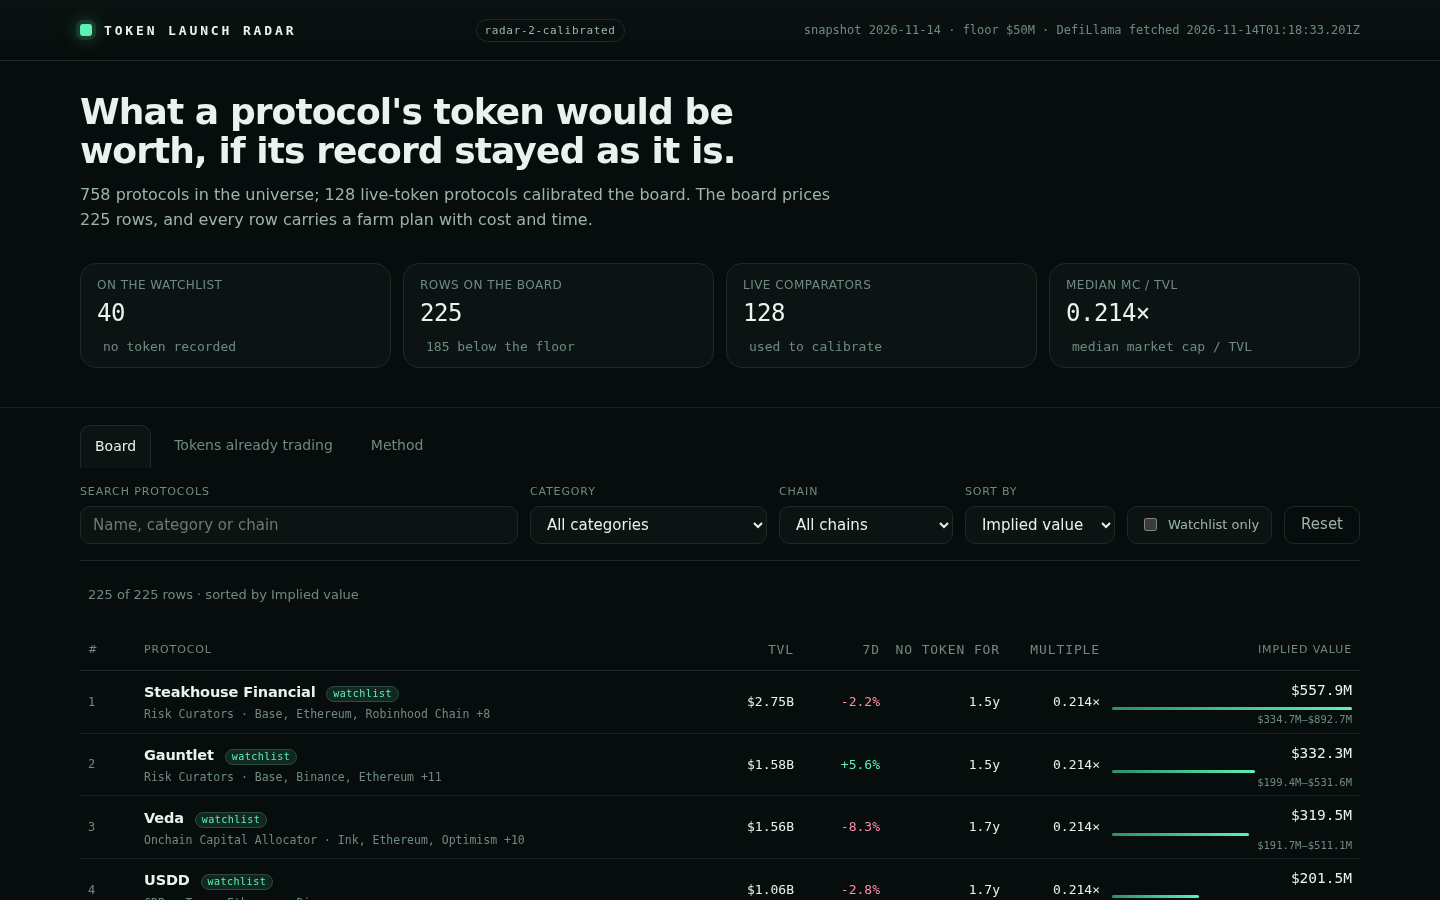 TOKEN LAUNCH RADAR
radar-2-calibrated
snapshot 2026-11-14 · floor $50M · DefiLlama fetched 2026-11-14T01:18:33.201Z
What a protocol's token would be
worth, if its record stayed as it is.
758 protocols in the universe; 128 live-token protocols calibrated the board. The board prices
225 rows, and every row carries a farm plan with cost and time.
ON THE WATCHLIST
40
no token recorded
ROWS ON THE BOARD
225
185 below the floor
LIVE COMPARATORS
128
used to calibrate
MEDIAN MC / TVL
0.214×
median market cap / TVL
Board
Tokens already trading
Method
SEARCH PROTOCOLS
Name, category or chain
CATEGORY
All categories
CHAIN
All chains
SORT BY
Implied value
Watchlist only
Reset
225 of 225 rows · sorted by Implied value
# PROTOCOL TVL 7D NO TOKEN FOR MULTIPLE IMPLIED VALUE
1 Steakhouse Financial watchlist $2.75B -2.2% 1.5y 0.214× $557.9M
Risk Curators · Base, Ethereum, Robinhood Chain +8 $334.7M–$892.7M
2 Gauntlet watchlist $1.58B +5.6% 1.5y 0.214× $332.3M
Risk Curators · Base, Binance, Ethereum +11 $199.4M–$531.6M
3 Veda watchlist $1.56B -8.3% 1.7y 0.214× $319.5M
Onchain Capital Allocator · Ink, Ethereum, Optimism +10 $191.7M–$511.1M
4 USDD watchlist $1.06B -2.8% 1.7y 0.214× $201.5M